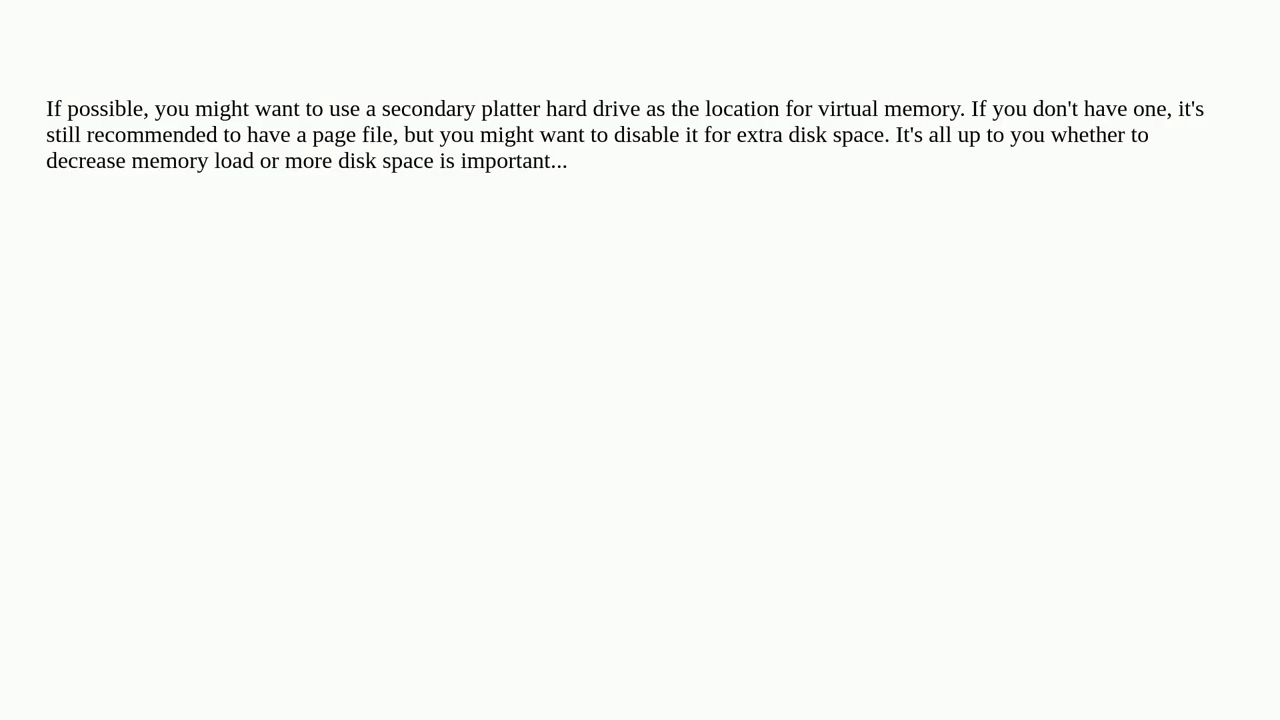 If possible, you might want to use a secondary platter hard drive as the location for virtual memory. If you don't have one, it's
still recommended to have a page file, but you might want to disable it for extra disk space. It's all up to you whether to
decrease memory load or more disk space is important...